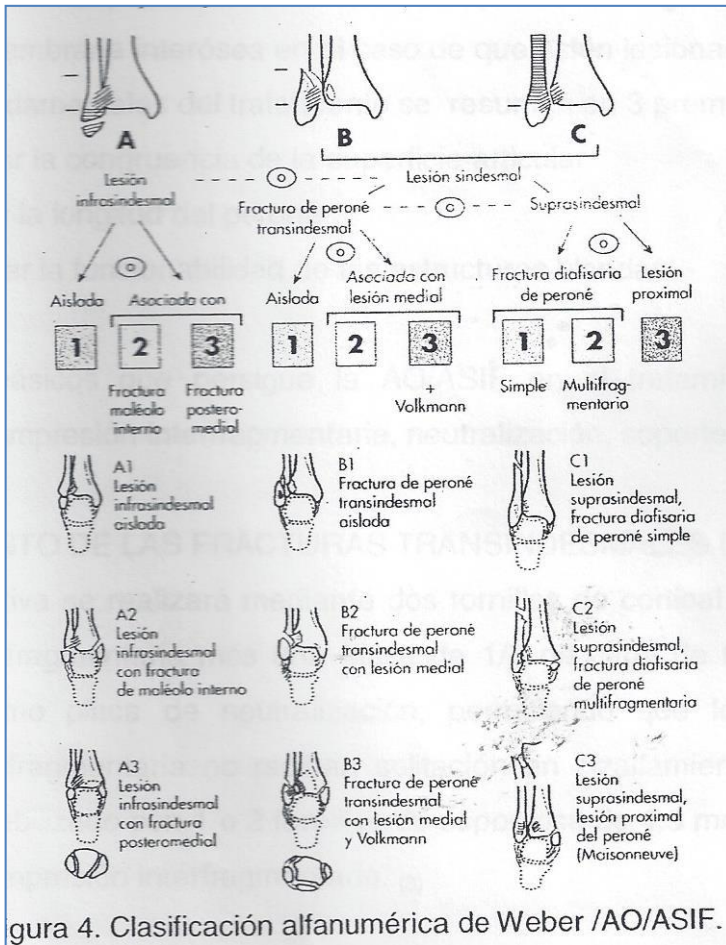 A
B
C
Lesión
infrasindesmal
Lesión sindesmal
Fractura de peroné
transindesmal
Suprasindesmal
Aislada
Asociada con
Aislada
Asociada con
lesión medial
Fractura diafisaria
de peroné
Lesión
proximal
1 2 3
1 2 3
1 2 3
Fractura
maléolo
interno
Fractura
postero-
medial
+
Volkmann
Simple
Multifrag-
mentario
A1
Lesión
infrasindesmal
aislada
B1
Fractura de peroné
transindesmal
aislada
C1
Lesión
suprasindesmal,
fractura diafisaria
de peroné simple
A2
Lesión
infrasindesmal
con fractura
de maléolo interno
B2
Fractura de peroné
transindesmal
con lesión medial
C2
Lesión
suprasindesmal,
fractura diafisaria
de peroné
multifragmentaria
A3
Lesión
infrasindesmal
con fractura
posteromedial
B3
Fractura de peroné
transindesmal
con lesión medial
y Volkmann
C3
Lesión
suprasindesmal,
lesión proximal
del peroné
(Maisonneuve)
gura 4. Clasificación alfanumérica de Weber /AO/ASIF.